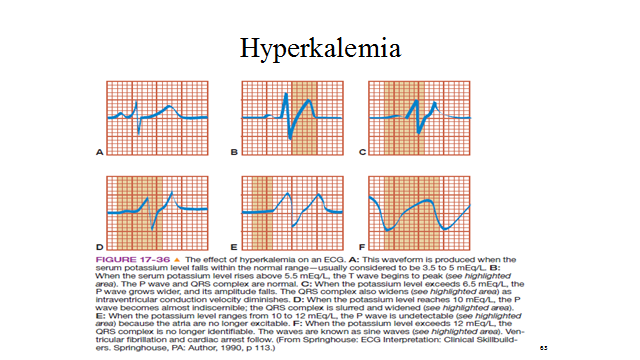 Hyperkalemia
A
B
C
D
E
F
FIGURE 17-36 ▲ The effect of hyperkalemia on an ECG. A: This waveform is produced when the
serum potassium level falls within the normal range—usually considered to be 3.5 to 5 mEq/L. B:
When the serum potassium level rises above 5.5 mEq/L, the T wave begins to peak (see highlighted
area). The P wave and QRS complex are normal. C: When the potassium level exceeds 6.5 mEq/L, the
P wave grows wider, and its amplitude falls. The QRS complex also widens (see highlighted area) as
intraventricular conduction velocity diminishes. D: When the potassium level reaches 10 mEq/L, the P
wave becomes almost indiscernible; the QRS complex is slurred and widened (see highlighted area).
E: When the potassium level ranges from 10 to 12 mEq/L, the P wave is undetectable (see highlighted
area) because the atria are no longer excitable. F: When the potassium level exceeds 12 mEq/L, the
QRS complex is no longer identifiable. The waves are known as sine waves (see highlighted area). Ven-
tricular fibrillation and cardiac arrest follow. (From Springhouse: ECG Interpretation: Clinical Skillbuild-
ers. Springhouse, PA: Author, 1990, p 113.)